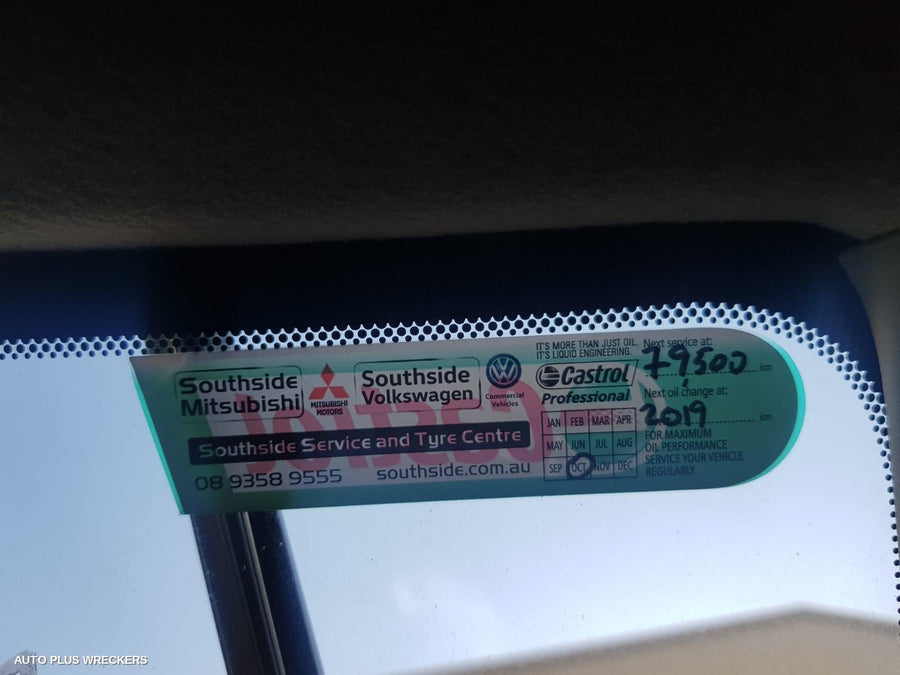 Southside
Mitsubishi
MITSUBISHI
MOTORS
Southside
Volkswagen
Commercial
Vehicles
Southside Service and Tyre Centre
08 9358 9555
southside.com.au
IT'S MORE THAN JUST OIL.
IT'S LIQUID ENGINEERING.
Castrol
Professional
JAN FEB MAR APR
MAY JUN JUL AUG
SEP OCT NOV DEC
Next service at:
79,500 km
Next oil change at:
2019 km
FOR MAXIMUM
OIL PERFORMANCE
SERVICE YOUR VEHICLE
REGULARLY
AUTO PLUS WRECKERS